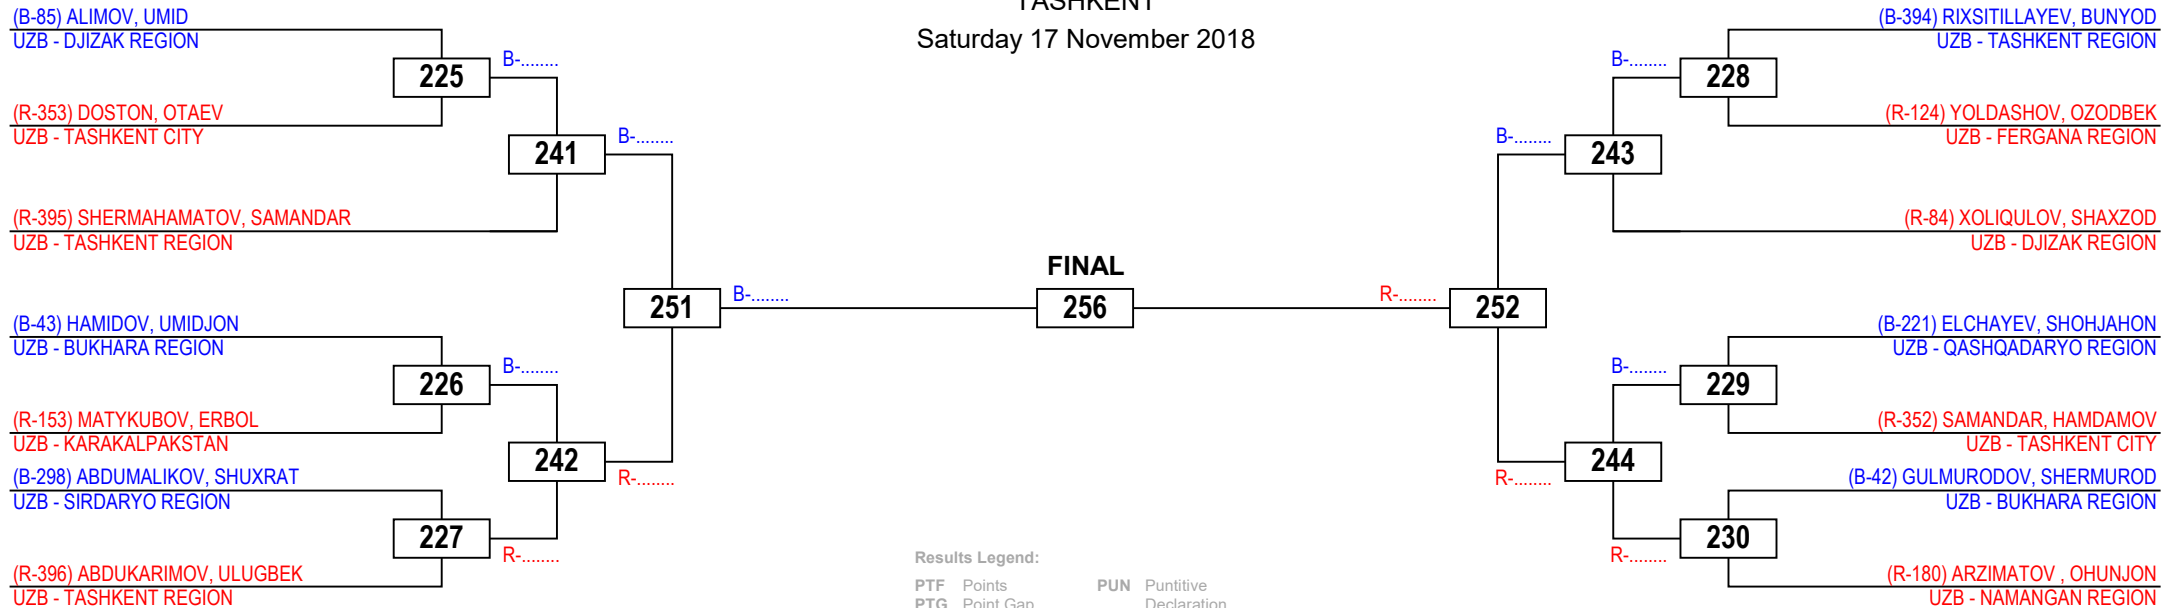 TASHKENT
Saturday 17 November 2018
(B-85) ALIMOV, UMID
UZB - DJIZAK REGION
225
B-........
(R-353) DOSTON, OTAEV
UZB - TASHKENT CITY
241
B-........
(R-395) SHERMAHAMATOV, SAMANDAR
UZB - TASHKENT REGION
251
B-........
(B-43) HAMIDOV, UMIDJON
UZB - BUKHARA REGION
226
B-........
(R-153) MATYKUBOV, ERBOL
UZB - KARAKALPAKSTAN
242
R-........
(B-298) ABDUMALIKOV, SHUXRAT
UZB - SIRDARYO REGION
227
R-........
(R-396) ABDUKARIMOV, ULUGBEK
UZB - TASHKENT REGION
FINAL
256
(B-394) RIXSITILLAYEV, BUNYOD
UZB - TASHKENT REGION
B-........
228
(R-124) YOLDASHOV, OZODBEK
UZB - FERGANA REGION
B-........
243
(R-84) XOLIQULOV, SHAXZOD
UZB - DJIZAK REGION
R-........
252
(B-221) ELCHAYEV, SHOHJAHON
UZB - QASHQADARYO REGION
B-........
229
(R-352) SAMANDAR, HAMDAMOV
UZB - TASHKENT CITY
R-........
244
(B-42) GULMURODOV, SHERMUROD
UZB - BUKHARA REGION
R-........
230
(R-180) ARZIMATOV , OHUNJON
UZB - NAMANGAN REGION
Results Legend:
PTF Points PUN Puntitive
PTG Point Gap Declaration